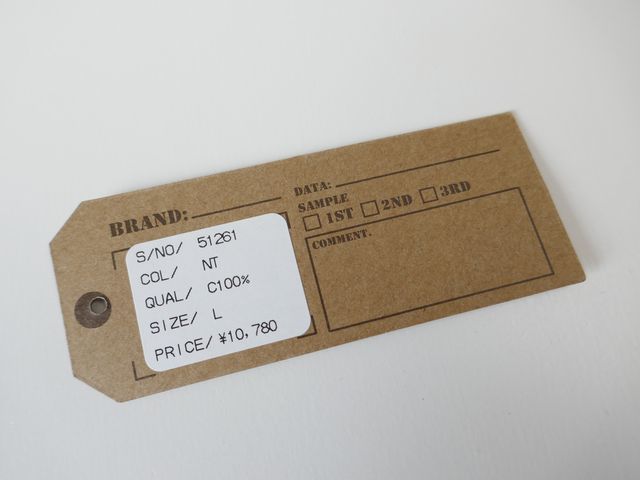 BRAND:
S/NO/ 51261
COL/ NT
QUAL/ C100%
SIZE/ L
PRICE/ ¥10,780
DATA:
SAMPLE
1ST 2ND 3RD
COMMENT.